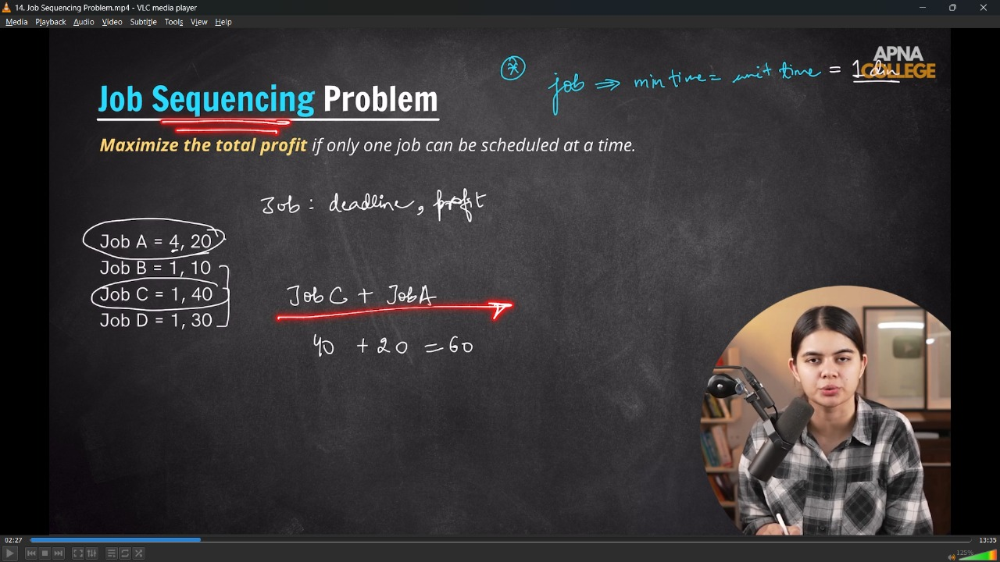 14. Job Sequencing Problem.mp4 - VLC media player
Media Playback Audio Video Subtitle Tools View Help
APNA
COLLEGE
* job ⇒ min time = unit time = 1 din
Job Sequencing Problem
Maximize the total profit if only one job can be scheduled at a time.
Job : deadline, profit
Job A = 4, 20
Job B = 1, 10
Job C = 1, 40
Job D = 1, 30
Job C + Job A
40 + 20 = 60
02:27
13:35
125%